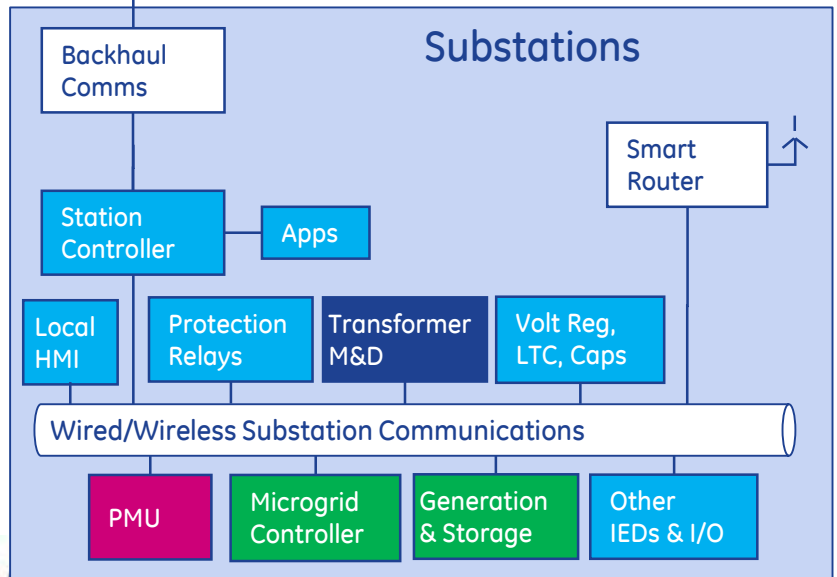 Substations
Backhaul
Comms
Smart
Router
Station
Controller
Apps
Local
HMI
Protection
Relays
Transformer
M&D
Volt Reg,
LTC, Caps
Wired/Wireless Substation Communications
PMU
Microgrid
Controller
Generation
& Storage
Other
IEDs & I/O